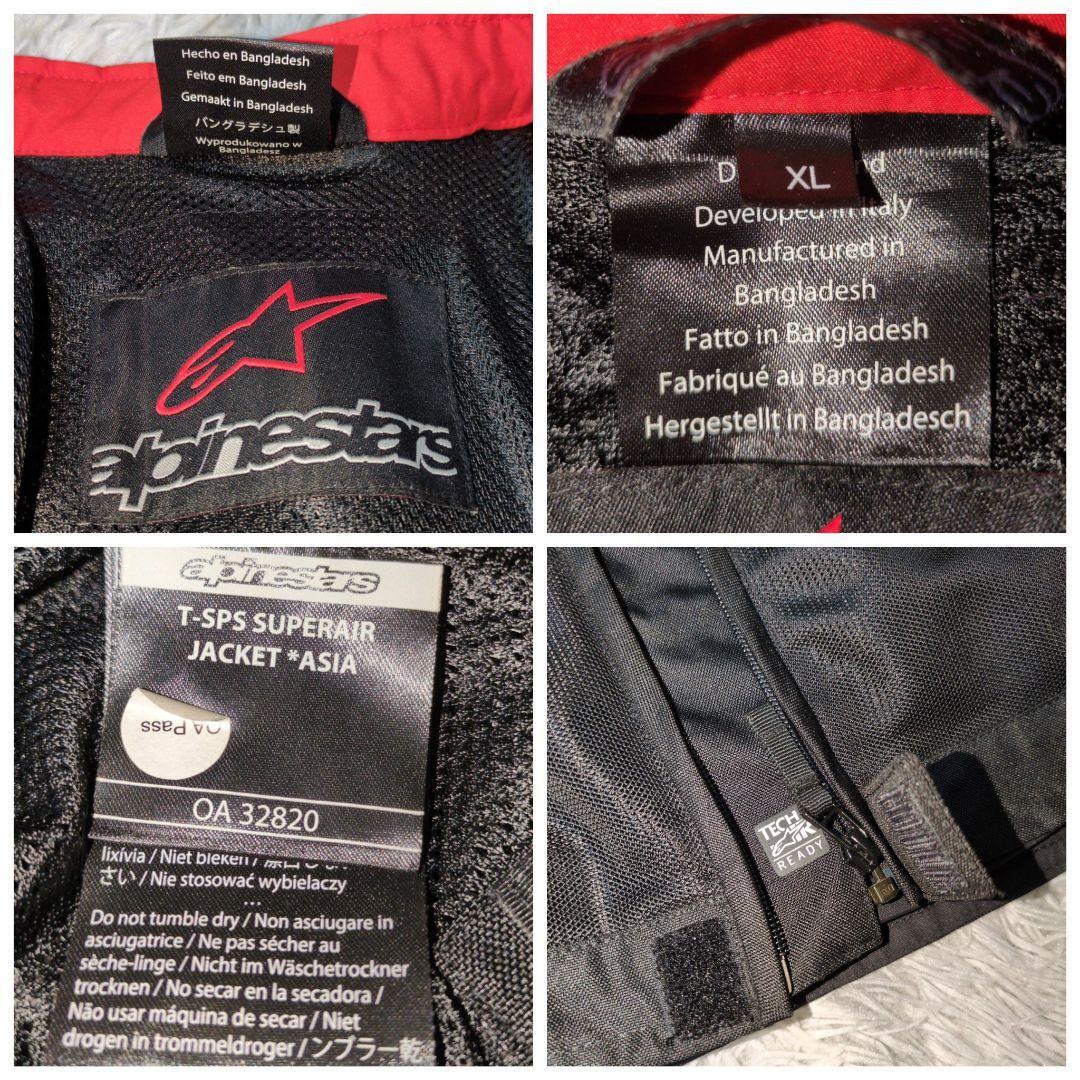 Hecho en Bangladesh
Feito em Bangladesh
Gemaakt in Bangladesh
バングラデシュ製
Wyprodukowano w
Bangladesz
alpinestars
XL
Developed in Italy
Manufactured in
Bangladesh
Fatto in Bangladesh
Fabriqué au Bangladesh
Hergestellt in Bangladesch
alpinestars
T-SPS SUPERAIR
JACKET *ASIA
QA Pass
OA 32820
lixívia / Niet bleken /
さい / Nie stosować wybielaczy
...
Do not tumble dry / Non asciugare in
asciugatrice / Ne pas sécher au
sèche-linge / Nicht im Wäschetrockner
trocknen / No secar en la secadora /
Não usar máquina de secar / Niet
drogen in trommeldroger / ンブラー乾
TECH
AIR
READY